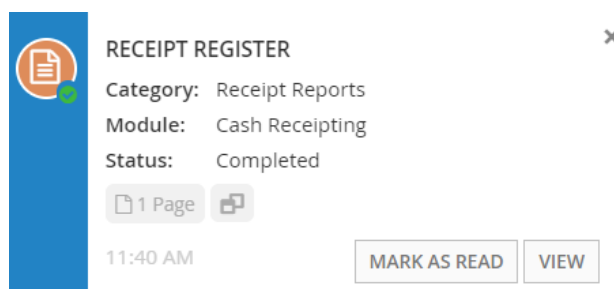 RECEIPT REGISTER
Category: Receipt Reports
Module: Cash Receipting
Status: Completed
1 Page
11:40 AM
MARK AS READ VIEW